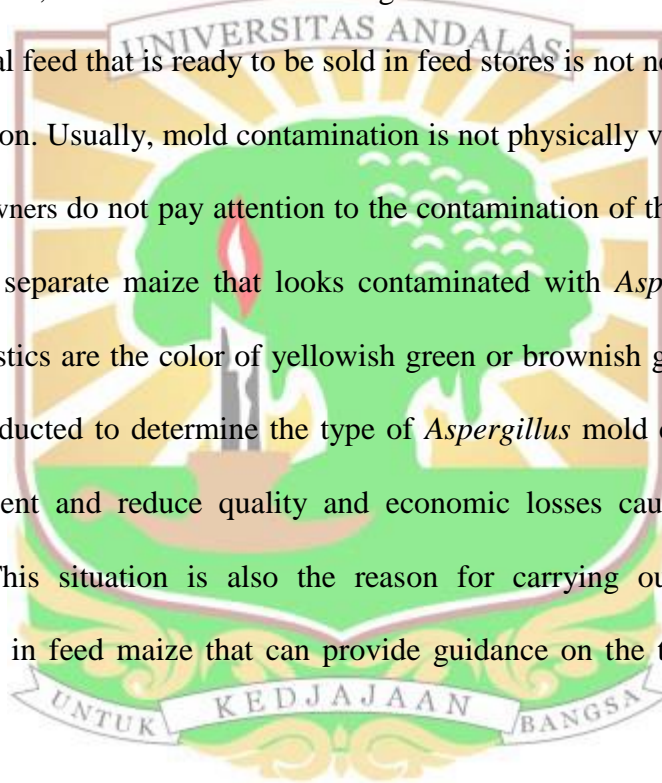 UNIVERSITAS ANDALAS
al feed that is ready to be sold in feed stores is not n
on. Usually, mold contamination is not physically v
wners do not pay attention to the contamination of th
separate maize that looks contaminated with Asp
stics are the color of yellowish green or brownish g
ducted to determine the type of Aspergillus mold
ent and reduce quality and economic losses cau
This situation is also the reason for carrying ou
in feed maize that can provide guidance on the t
UNTUK KEDJAJAAN BANGSA